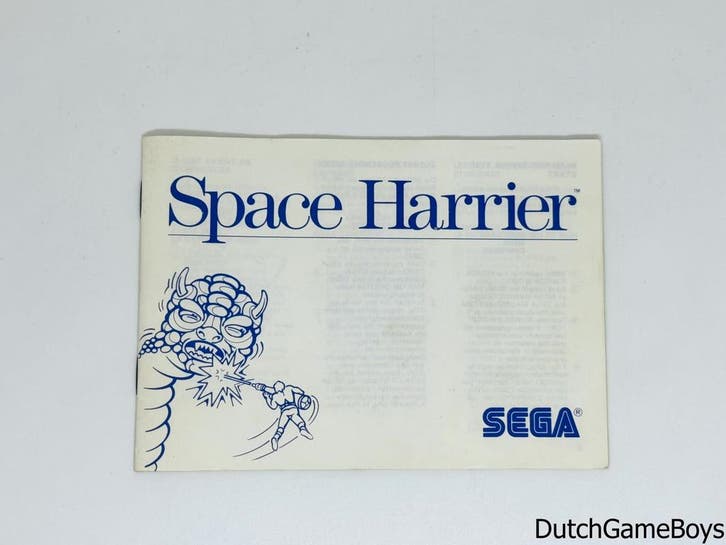 Space Harrier™
SEGA®
DutchGameBoys